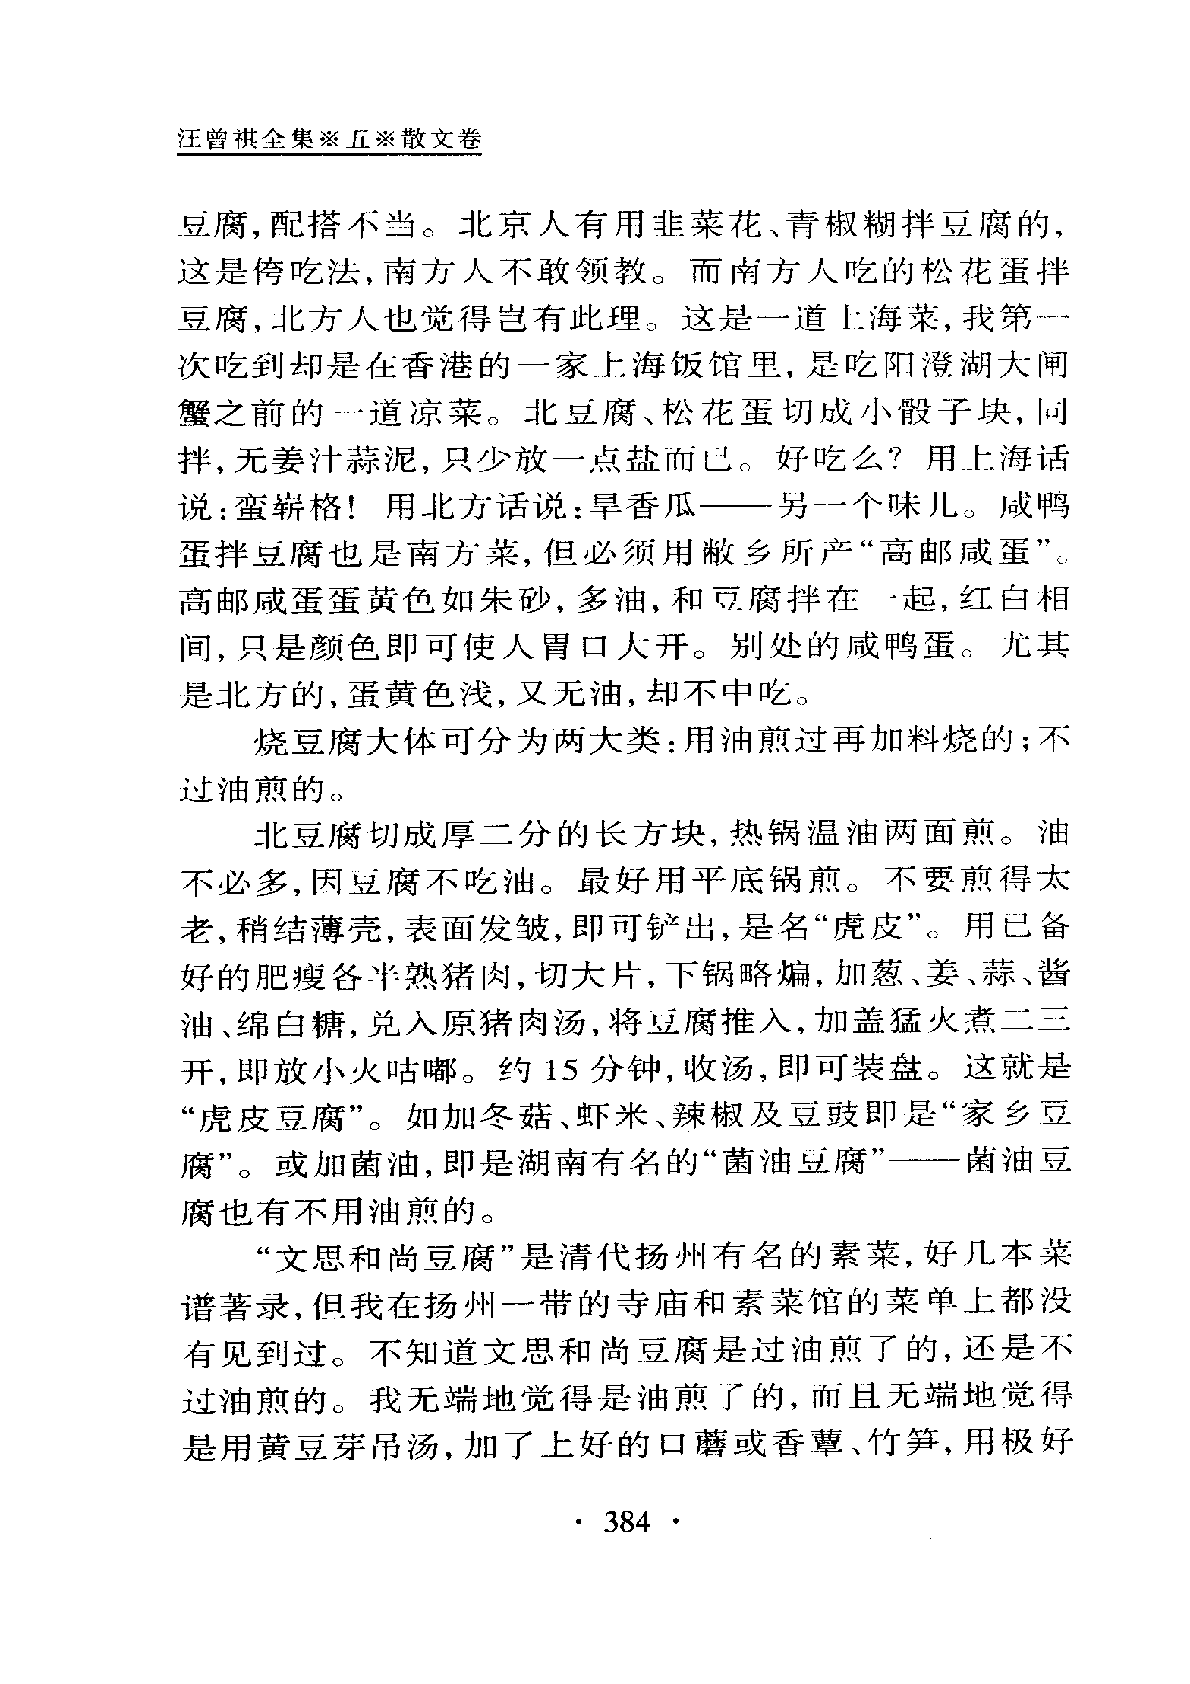 汪曾祺全集※五※散文卷
豆腐,配搭不当。北京人有用韭菜花、青椒糊拌豆腐的,
这是侉吃法,南方人不敢领教。而南方人吃的松花蛋拌
豆腐,北方人也觉得岂有此理。这是一道上海菜,我第一
次吃到却是在香港的一家上海饭馆里,是吃阳澄湖大闸
蟹之前的一道凉菜。北豆腐、松花蛋切成小骰子块,同
拌,无姜汁蒜泥,只少放一点盐而已。好吃么?用上海话
说:蛮崭格!用北方话说:旱香瓜——另一个味儿。咸鸭
蛋拌豆腐也是南方菜,但必须用敝乡所产“高邮咸蛋”。
高邮咸蛋蛋黄色如朱砂,多油,和豆腐拌在一起,红白相
间,只是颜色即可使人胃口大开。别处的咸鸭蛋。尤其
是北方的,蛋黄色浅,又无油,却不中吃。
烧豆腐大体可分为两大类:用油煎过再加料烧的;不
过油煎的。
北豆腐切成厚二分的长方块,热锅温油两面煎。油
不必多,因豆腐不吃油。最好用平底锅煎。不要煎得太
老,稍结薄壳,表面发皱,即可铲出,是名“虎皮”。用已备
好的肥瘦各半熟猪肉,切大片,下锅略煸,加葱、姜、蒜、酱
油、绵白糖,兑入原猪肉汤,将豆腐推入,加盖猛火煮二三
开,即放小火咕嘟。约 15 分钟,收汤,即可装盘。这就是
“虎皮豆腐”。如加冬菇、虾米、辣椒及豆豉即是“家乡豆
腐”。或加菌油,即是湖南有名的“菌油豆腐”——菌油豆
腐也有不用油煎的。
“文思和尚豆腐”是清代扬州有名的素菜,好几本菜
谱著录,但我在扬州一带的寺庙和素菜馆的菜单上都没
有见到过。不知道文思和尚豆腐是过油煎了的,还是不
过油煎的。我无端地觉得是油煎了的,而且无端地觉得
是用黄豆芽吊汤,加了上好的口蘑或香蕈、竹笋,用极好
· 384 ·